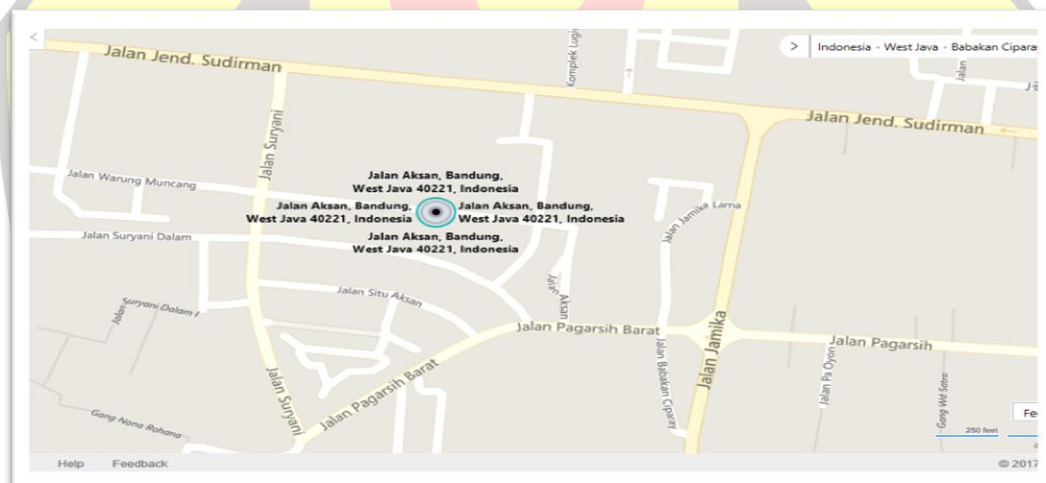 Jalan Jend. Sudirman
Komplek Lugi
Indonesia - West Java - Babakan Cipara
Jalan
Jalan Suryani
Jalan Jend. Sudirman
Jalan Warung Muncang
Jalan Aksan, Bandung,
West Java 40221, Indonesia
Jalan Aksan, Bandung,
West Java 40221, Indonesia
Jalan Aksan, Bandung,
West Java 40221, Indonesia
Jalan Jamika Lama
Jalan Suryani Dalam
Jalan Aksan, Bandung,
West Java 40221, Indonesia
Jalan Situ Aksan
Jalan Aksan
Jalan Suryani Dalam I
Jalan Pagarsih Barat
Jalan Jamika
Jalan Pagarsih
Jalan Babakan Ciparay
Jalan Pa Oyon
Jalan Suryani
Jalan Pagarsih Barat
Gang Wd Satra
Gang Nona Rohana
Fe
250 feet
Help Feedback
© 2017